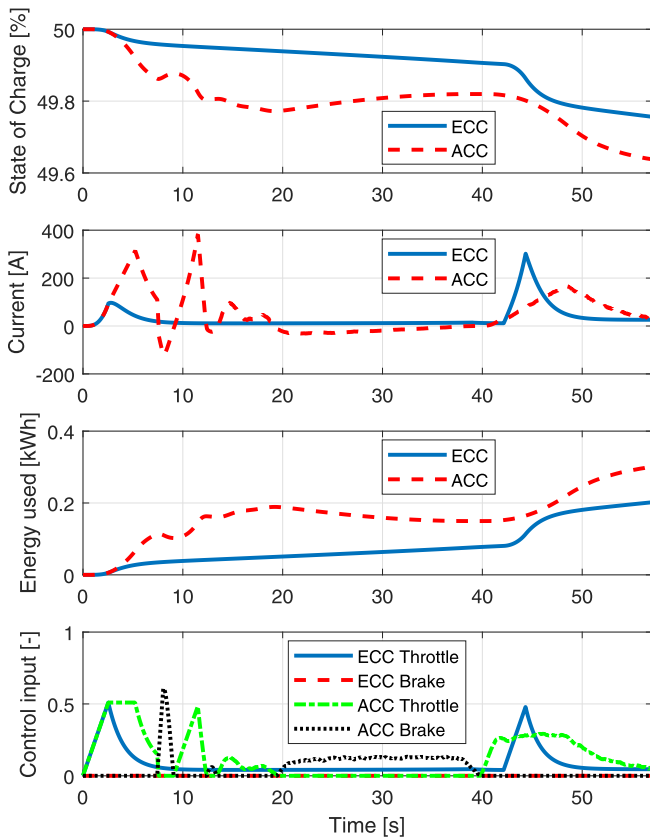 State of Charge [%]
50
49.8
49.6
ECC
ACC
0 10 20 30 40 50
Current [A]
400
200
0
-200
ECC
ACC
0 10 20 30 40 50
Energy used [kWh]
0.4
0.2
0
ECC
ACC
0 10 20 30 40 50
Control input [-]
1
0.5
0
ECC Throttle
ECC Brake
ACC Throttle
ACC Brake
0 10 20 30 40 50
Time [s]